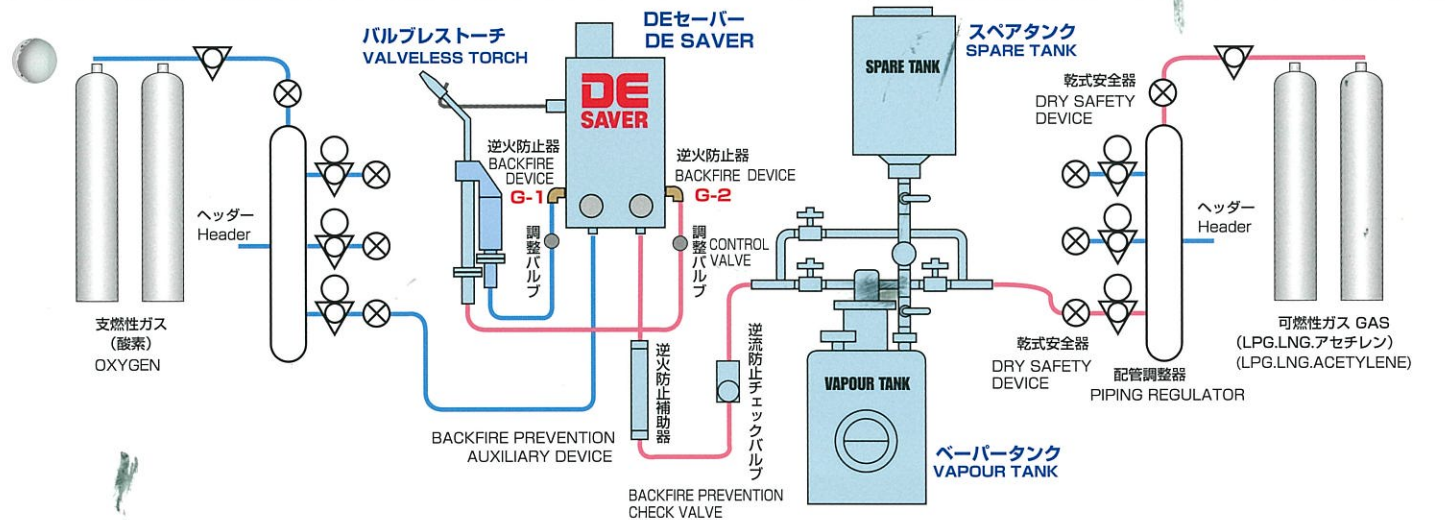 バルブレストーチ
VALVELESS TORCH
DEセーバー
DE SAVER
DE
SAVER
スペアタンク
SPARE TANK
SPARE TANK
乾式安全器
DRY SAFETY
DEVICE
逆火防止器
BACKFIRE
DEVICE
G-1
逆火防止器
BACKFIRE DEVICE
G-2
ヘッダー
Header
調整バルブ
調整バルブ
CONTROL
VALVE
ヘッダー
Header
支燃性ガス
（酸素）
OXYGEN
逆火防止補助器
BACKFIRE PREVENTION
AUXILIARY DEVICE
逆流防止チェックバルブ
BACKFIRE PREVENTION
CHECK VALVE
VAPOUR TANK
ベーパータンク
VAPOUR TANK
乾式安全器
DRY SAFETY
DEVICE
配管調整器
PIPING REGULATOR
可燃性ガス GAS
（LPG.LNG.アセチレン）
(LPG.LNG.ACETYLENE)